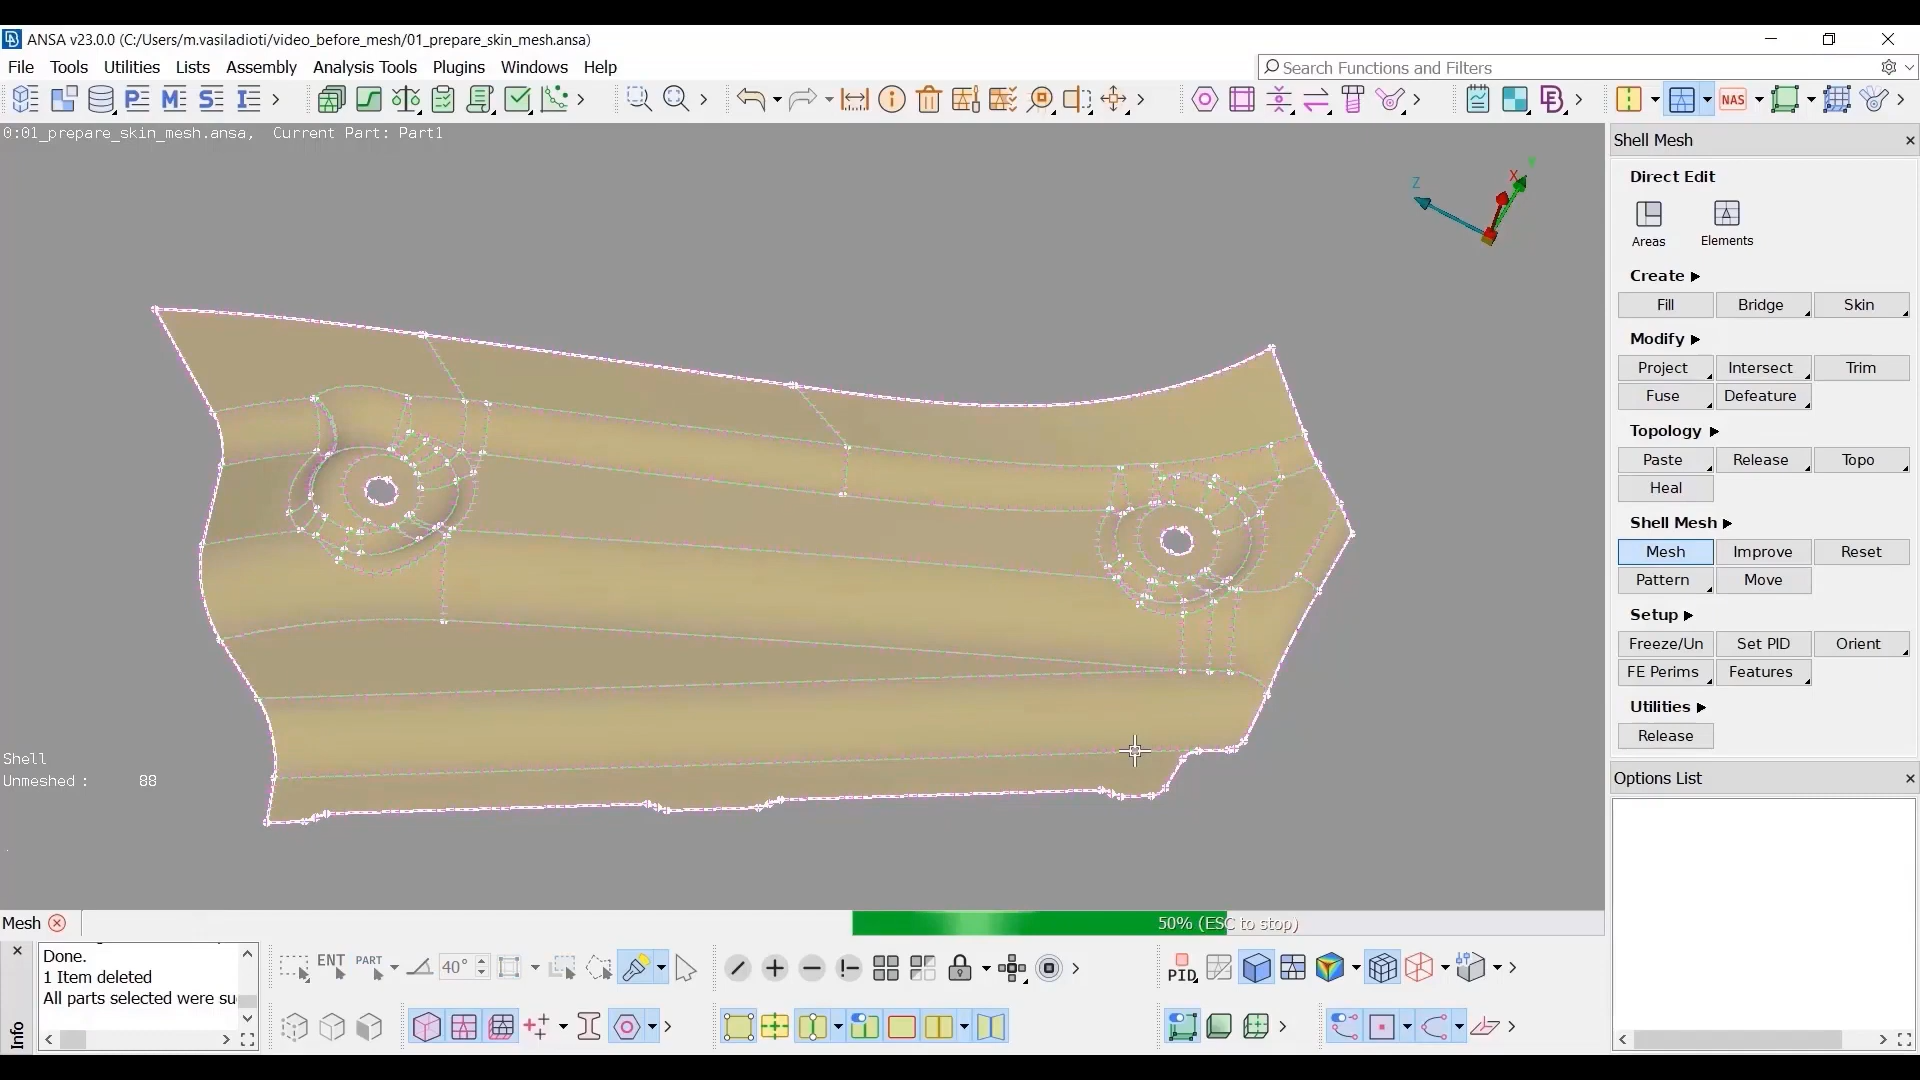 ANSA v23.0.0 (C:/Users/m.vasiladioti/video_before_mesh/01_prepare_skin_mesh.ansa)
File Tools Utilities Lists Assembly Analysis Tools Plugins Windows Help
Search Functions and Filters
NAS
0:01_prepare_skin_mesh.ansa, Current Part: Part1
Z
X
Y
Shell
Unmeshed : 88
Shell Mesh
Direct Edit
Areas Elements
Create
Fill Bridge Skin
Modify
Project Intersect Trim
Fuse Defeature
Topology
Paste Release Topo
Heal
Shell Mesh
Mesh Improve Reset
Pattern Move
Setup
Freeze/Un Set PID Orient
FE Perims Features
Utilities
Release
Options List
Mesh
50% (ESC to stop)
Info
Done.
1 Item deleted
All parts selected were su
ENT PART 40°
PID